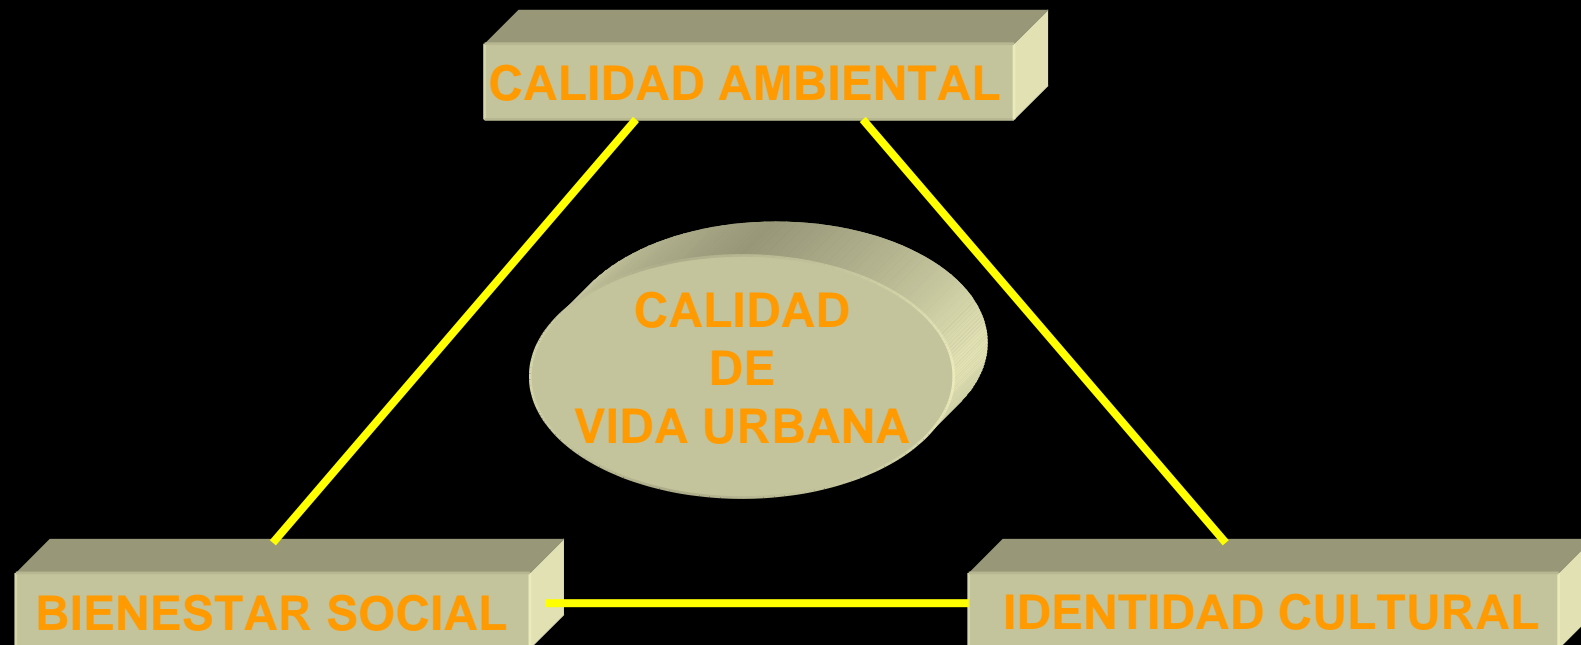 CALIDAD AMBIENTAL
CALIDAD
DE
VIDA URBANA
BIENESTAR SOCIAL
IDENTIDAD CULTURAL